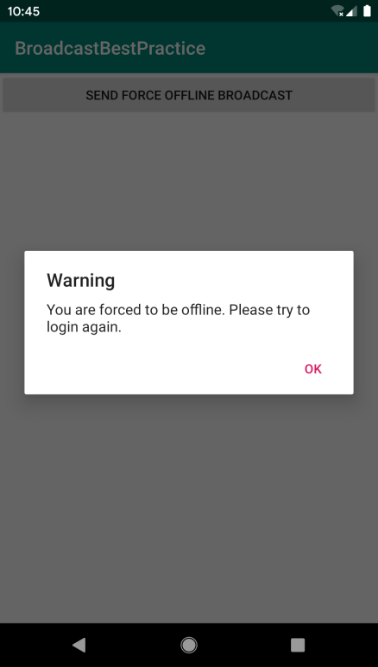 10:45
BroadcastBestPractice
SEND FORCE OFFLINE BROADCAST
Warning
You are forced to be offline. Please try to
login again.
OK